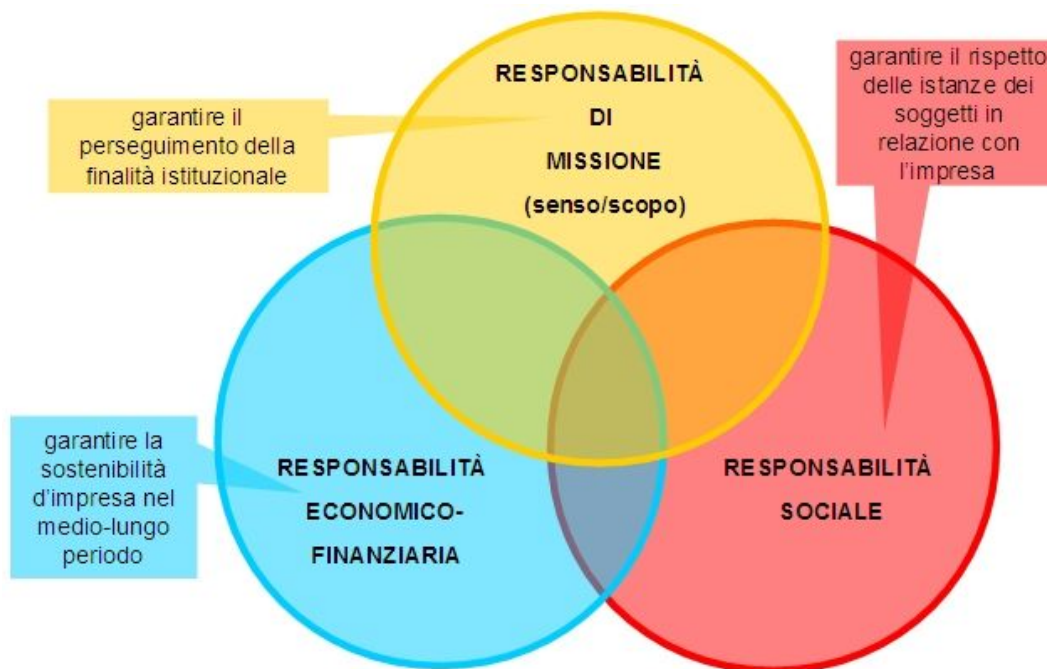 RESPONSABILITÀ
DI
MISSIONE
(senso/scopo)
garantire il
perseguimento della
finalità istituzionale
garantire il rispetto
delle istanze dei
soggetti in
relazione con
l'impresa
garantire la
sostenibilità
d'impresa nel
medio-lungo
periodo
RESPONSABILITÀ
ECONOMICO-
FINANZIARIA
RESPONSABILITÀ
SOCIALE